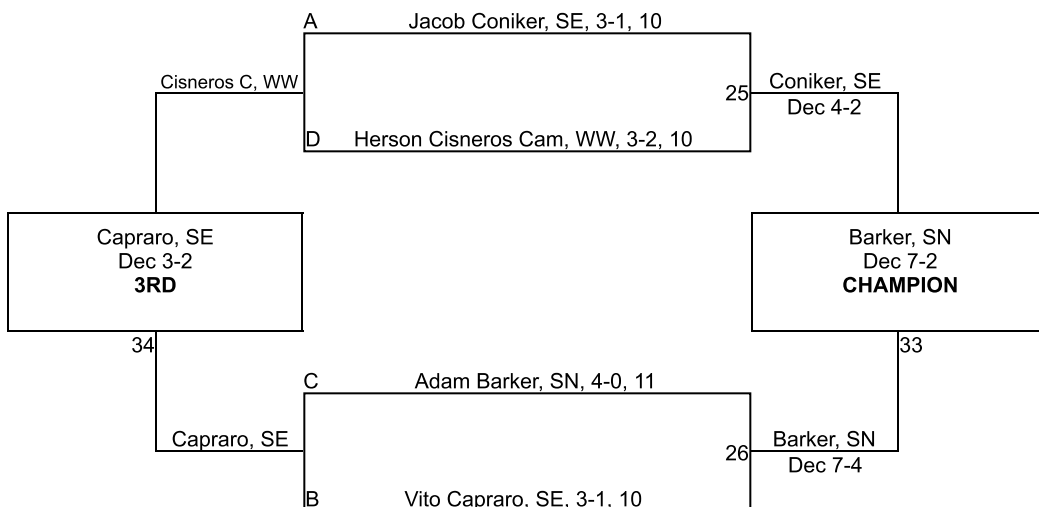 A Jacob Coniker, SE, 3-1, 10
Cisneros C, WW
25
Coniker, SE
Dec 4-2
D Herson Cisneros Cam, WW, 3-2, 10
Capraro, SE
Dec 3-2
3RD
Barker, SN
Dec 7-2
CHAMPION
34
33
C Adam Barker, SN, 4-0, 11
Capraro, SE
26
Barker, SN
Dec 7-4
B Vito Capraro, SE, 3-1, 10